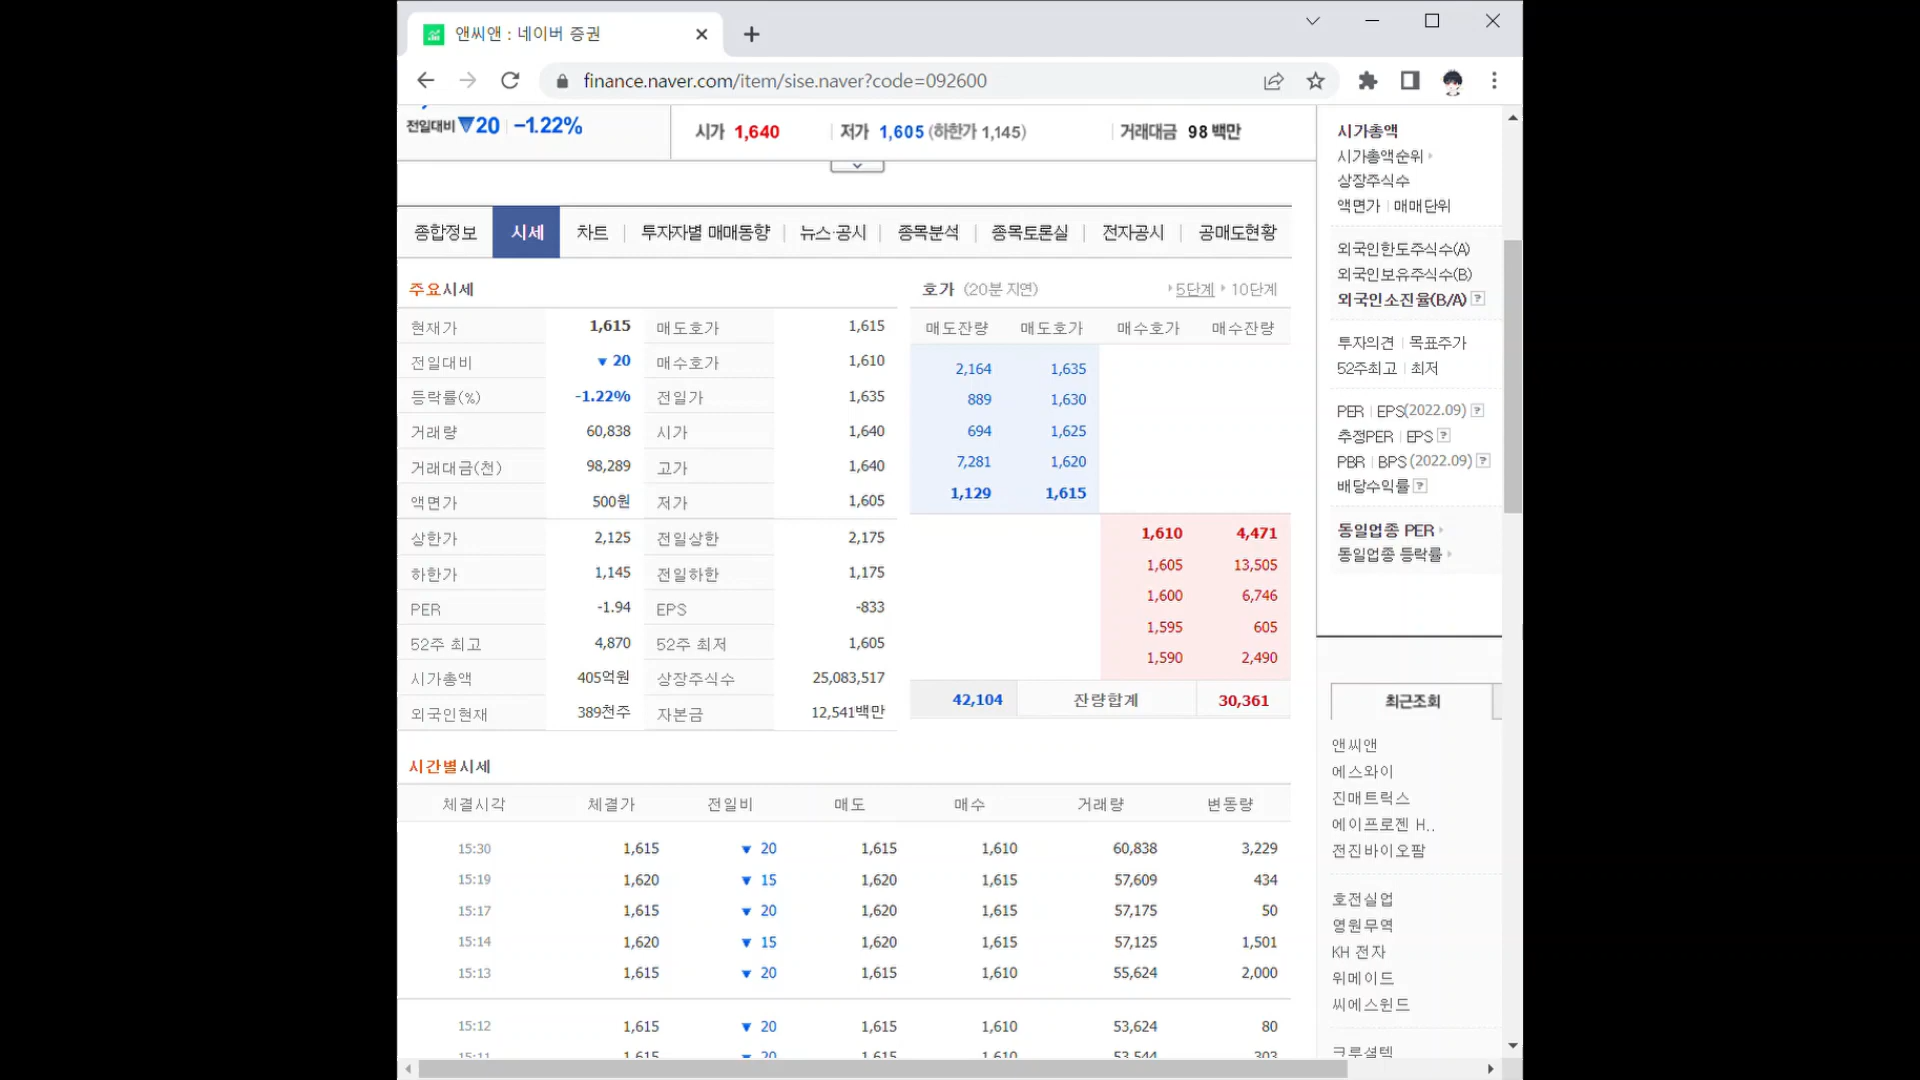 앤씨앤 : 네이버 증권
finance.naver.com/item/sise.naver?code=092600
전일대비 ▼20 -1.22%
시가 1,640 저가 1,605 (하한가 1,145) 거래대금 98 백만
종합정보 시세 차트 투자자별 매매동향 뉴스·공시 종목분석 종목토론실 전자공시 공매도현황
주요시세
현재가 1,615 매도호가 1,615
전일대비 ▼ 20 매수호가 1,610
등락률(%) -1.22% 전일가 1,635
거래량 60,838 시가 1,640
거래대금(천) 98,289 고가 1,640
액면가 500원 저가 1,605
상한가 2,125 전일상한 2,175
하한가 1,145 전일하한 1,175
PER -1.94 EPS -833
52주 최고 4,870 52주 최저 1,605
시가총액 405억원 상장주식수 25,083,517
외국인현재 389천주 자본금 12,541백만
호가 (20분 지연) 5단계 10단계
매도잔량 매도호가 매수호가 매수잔량
2,164 1,635
889 1,630
694 1,625
7,281 1,620
1,129 1,615
1,610 4,471
1,605 13,505
1,600 6,746
1,595 605
1,590 2,490
42,104 잔량합계 30,361
시간별시세
체결시각 체결가 전일비 매도 매수 거래량 변동량
15:30 1,615 ▼ 20 1,615 1,610 60,838 3,229
15:19 1,620 ▼ 15 1,620 1,615 57,609 434
15:17 1,615 ▼ 20 1,620 1,615 57,175 50
15:14 1,620 ▼ 15 1,620 1,615 57,125 1,501
15:13 1,615 ▼ 20 1,615 1,610 55,624 2,000
15:12 1,615 ▼ 20 1,615 1,610 53,624 80
15:11 1,615 ▼ 20 1,615 1,610 53,544 303
시가총액
시가총액순위
상장주식수
액면가 | 매매단위
외국인한도주식수(A)
외국인보유주식수(B)
외국인소진율(B/A) ?
투자의견 | 목표주가
52주최고 | 최저
PER | EPS(2022.09) ?
추정PER | EPS ?
PBR | BPS (2022.09) ?
배당수익률 ?
동일업종 PER
동일업종 등락률
최근조회
앤씨앤
에스와이
진매트릭스
에이프로젠 H..
전진바이오팜
호전실업
영원무역
KH 전자
위메이드
씨에스윈드
크루셜텍